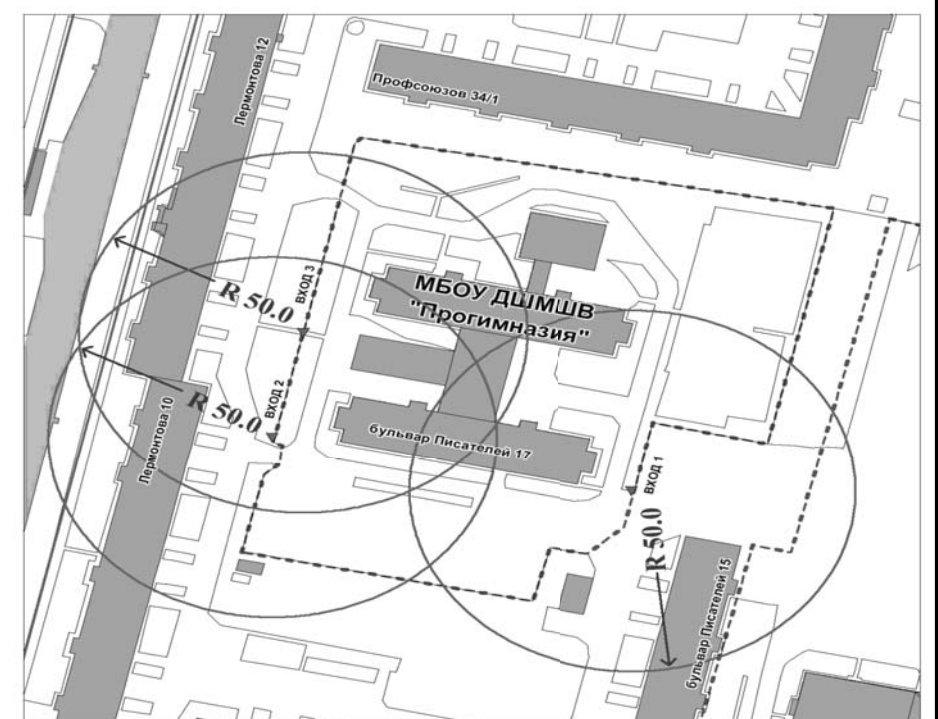 Лермонтова 12
Профсоюзов 34/1
ВХОД 3
R 50.0
МБОУ ДШМШВ
"Прогимназия"
ВХОД 2
R 50.0
Лермонтова 10
бульвар Писателей 17
ВХОД 1
R 50.0
бульвар Писателей 15